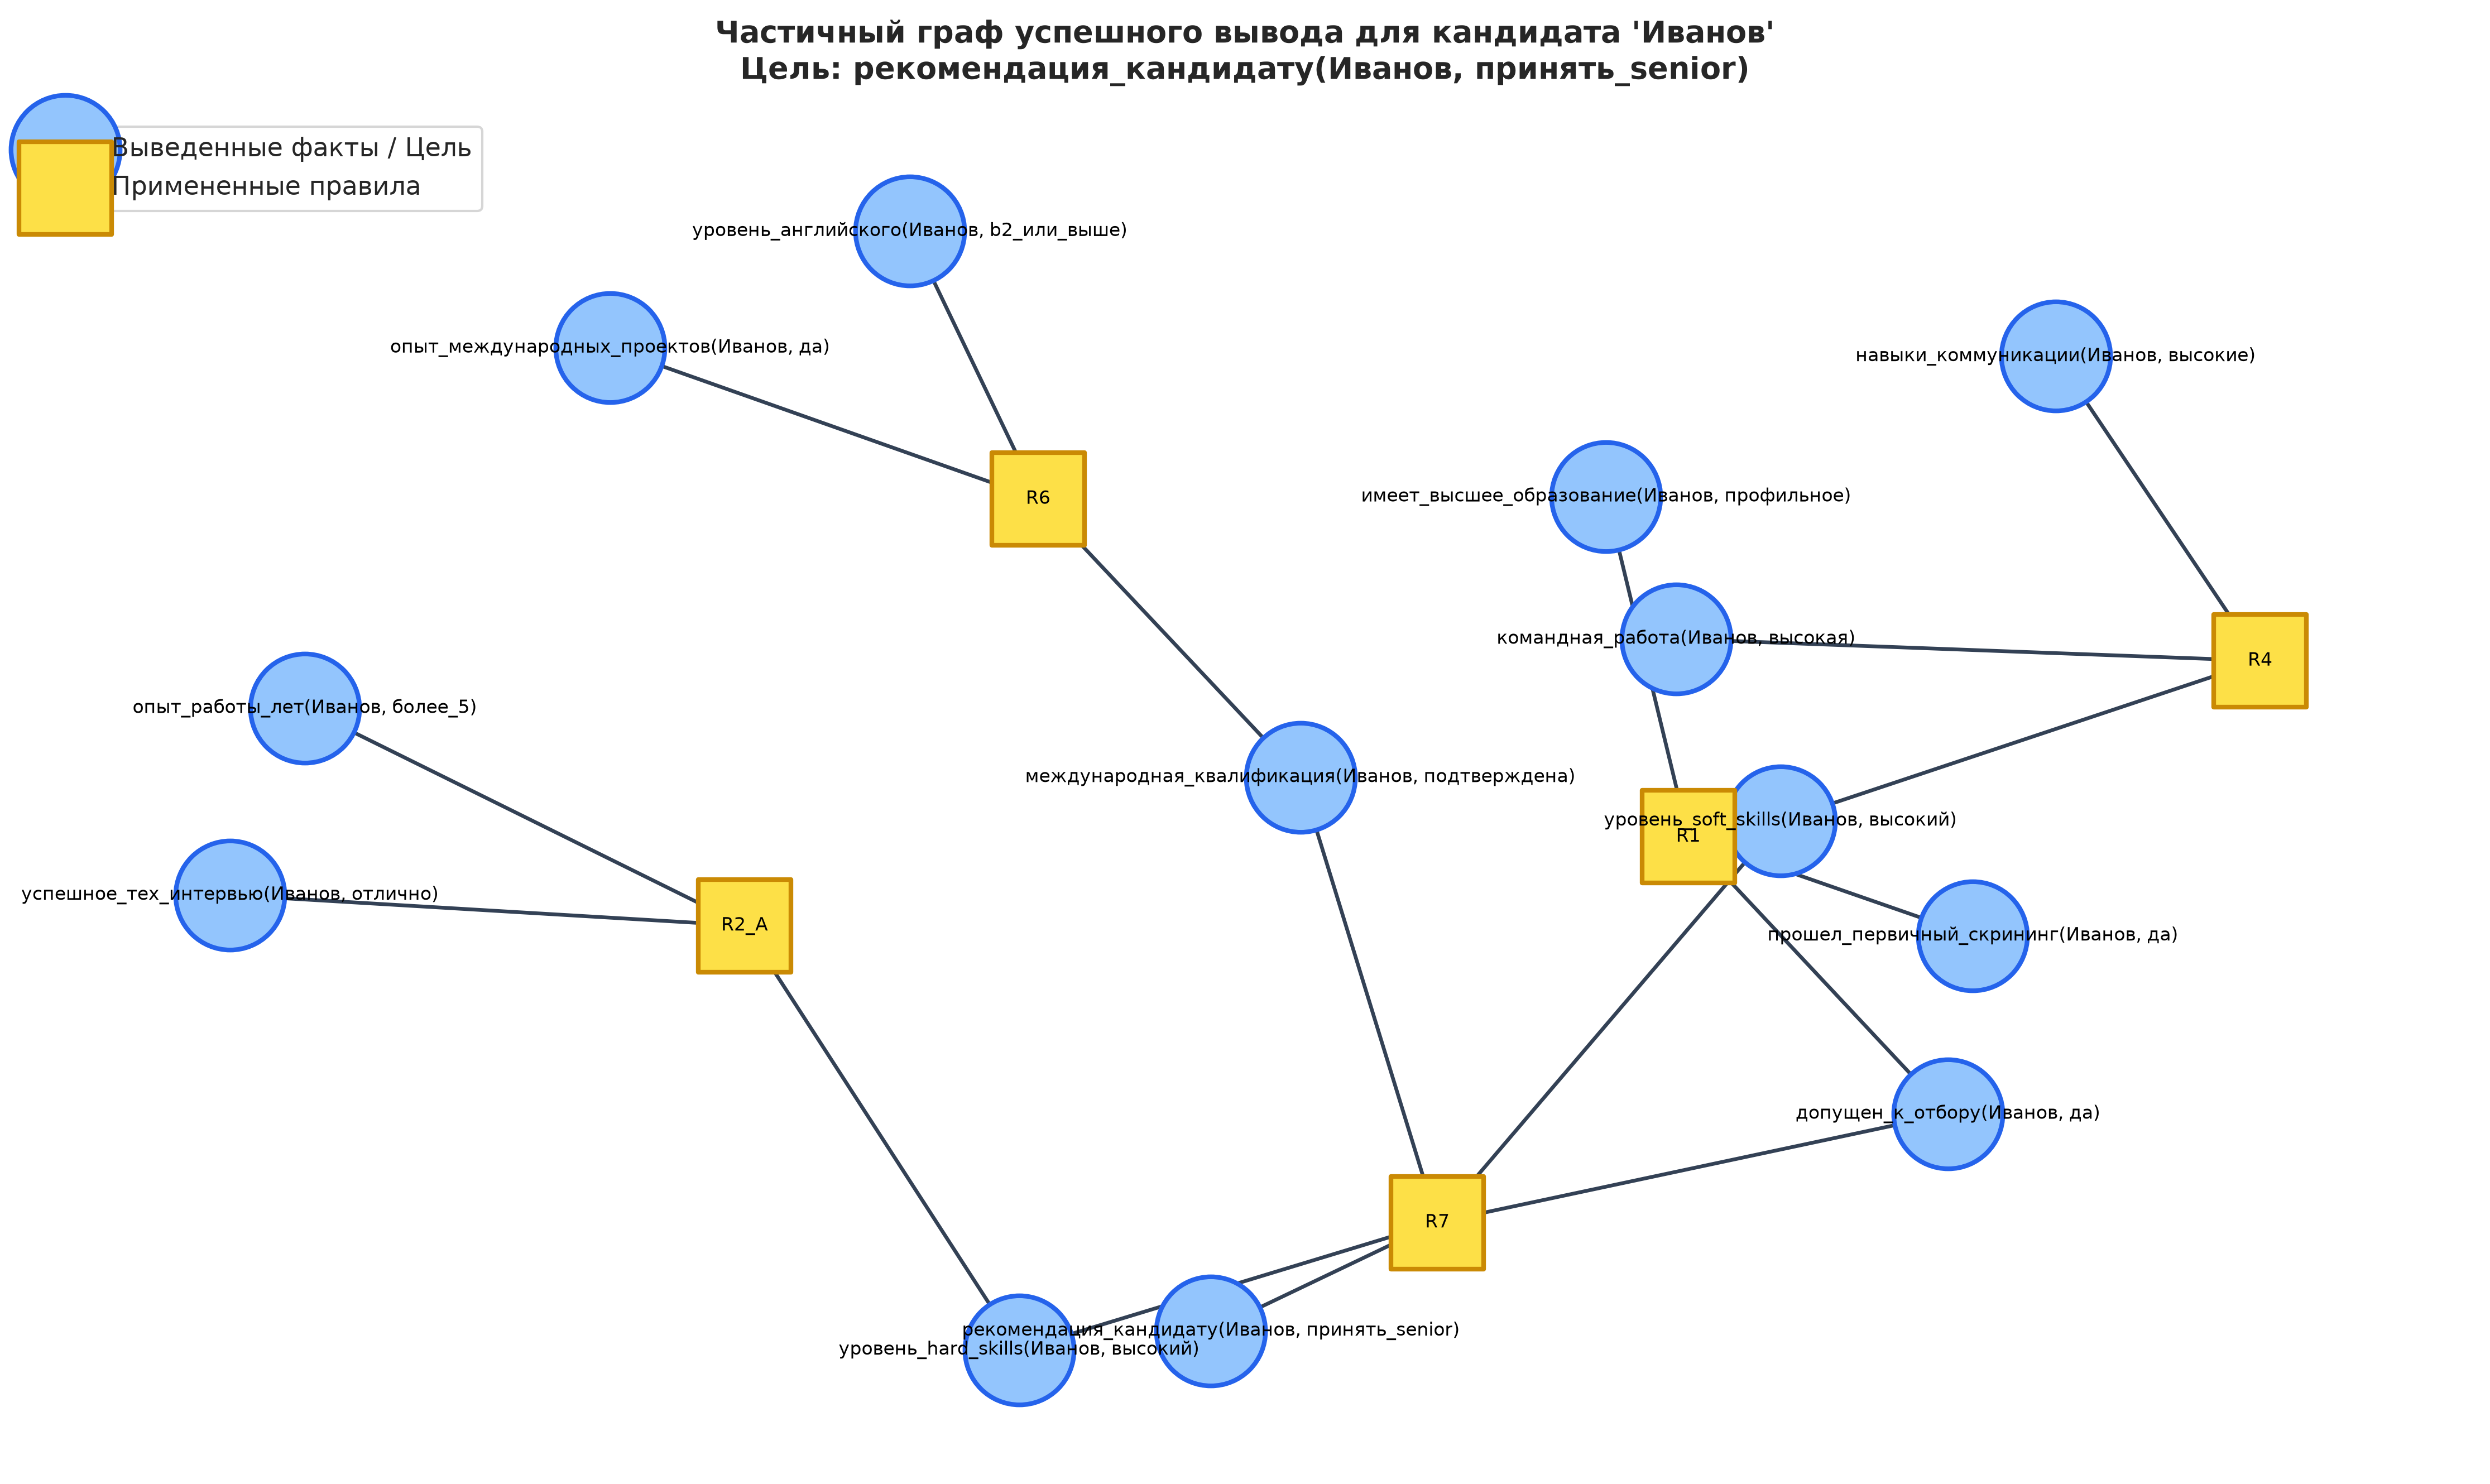 Частичный граф успешного вывода для кандидата 'Иванов'
Цель: рекомендация_кандидату(Иванов, принять_senior)
Выведенные факты / Цель
Примененные правила
уровень_английского(Иванов, b2_или_выше)
опыт_международных_проектов(Иванов, да)
навыки_коммуникации(Иванов, высокие)
R6
имеет_высшее_образование(Иванов, профильное)
командная_работа(Иванов, высокая)
R4
опыт_работы_лет(Иванов, более_5)
международная_квалификация(Иванов, подтверждена)
уровень_soft_skills(Иванов, высокий)
R1
успешное_тех_интервью(Иванов, отлично)
R2_A
прошел_первичный_скрининг(Иванов, да)
допущен_к_отбору(Иванов, да)
R7
рекомендация_кандидату(Иванов, принять_senior)
уровень_hard_skills(Иванов, высокий)